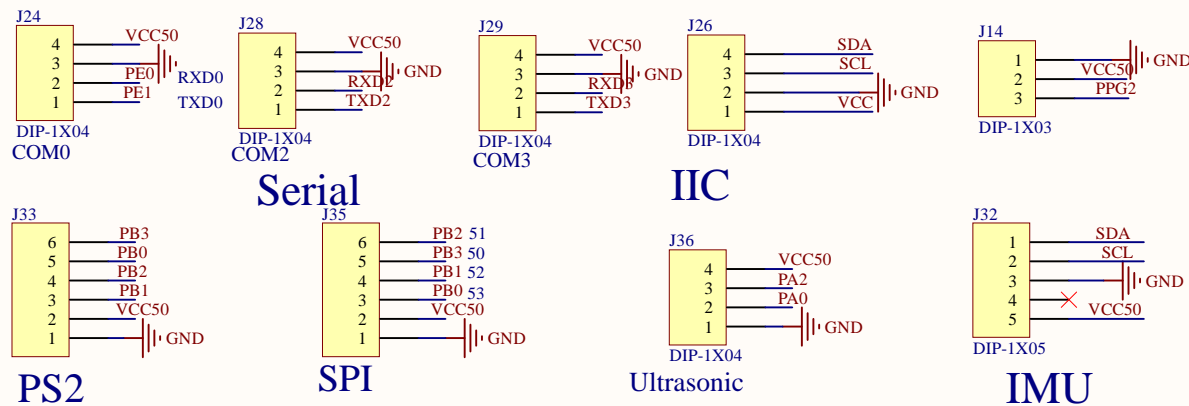 J24
4 VCC50
3
2 PE0 RXD0
1 PE1 TXD0
DIP-1X04
COM0
J28
4 VCC50
3 GND
2 RXD2
1 TXD2
DIP-1X04
COM2
J29
4 VCC50
3 GND
2 RXD3
1 TXD3
DIP-1X04
COM3
J26
4 SDA
3 SCL
2 GND
1 VCC
DIP-1X04
J14
1 GND
2 VCC50
3 PPG2
DIP-1X03
Serial
IIC
J33
6 PB3
5 PB0
4 PB2
3 PB1
2 VCC50
1 GND
PS2
J35
6 PB2 51
5 PB3 50
4 PB1 52
3 PB0 53
2 VCC50
1 GND
SPI
J36
4 VCC50
3 PA2
2 PA0
1 GND
DIP-1X04
Ultrasonic
J32
1 SDA
2 SCL
3 GND
4
5 VCC50
DIP-1X05
IMU